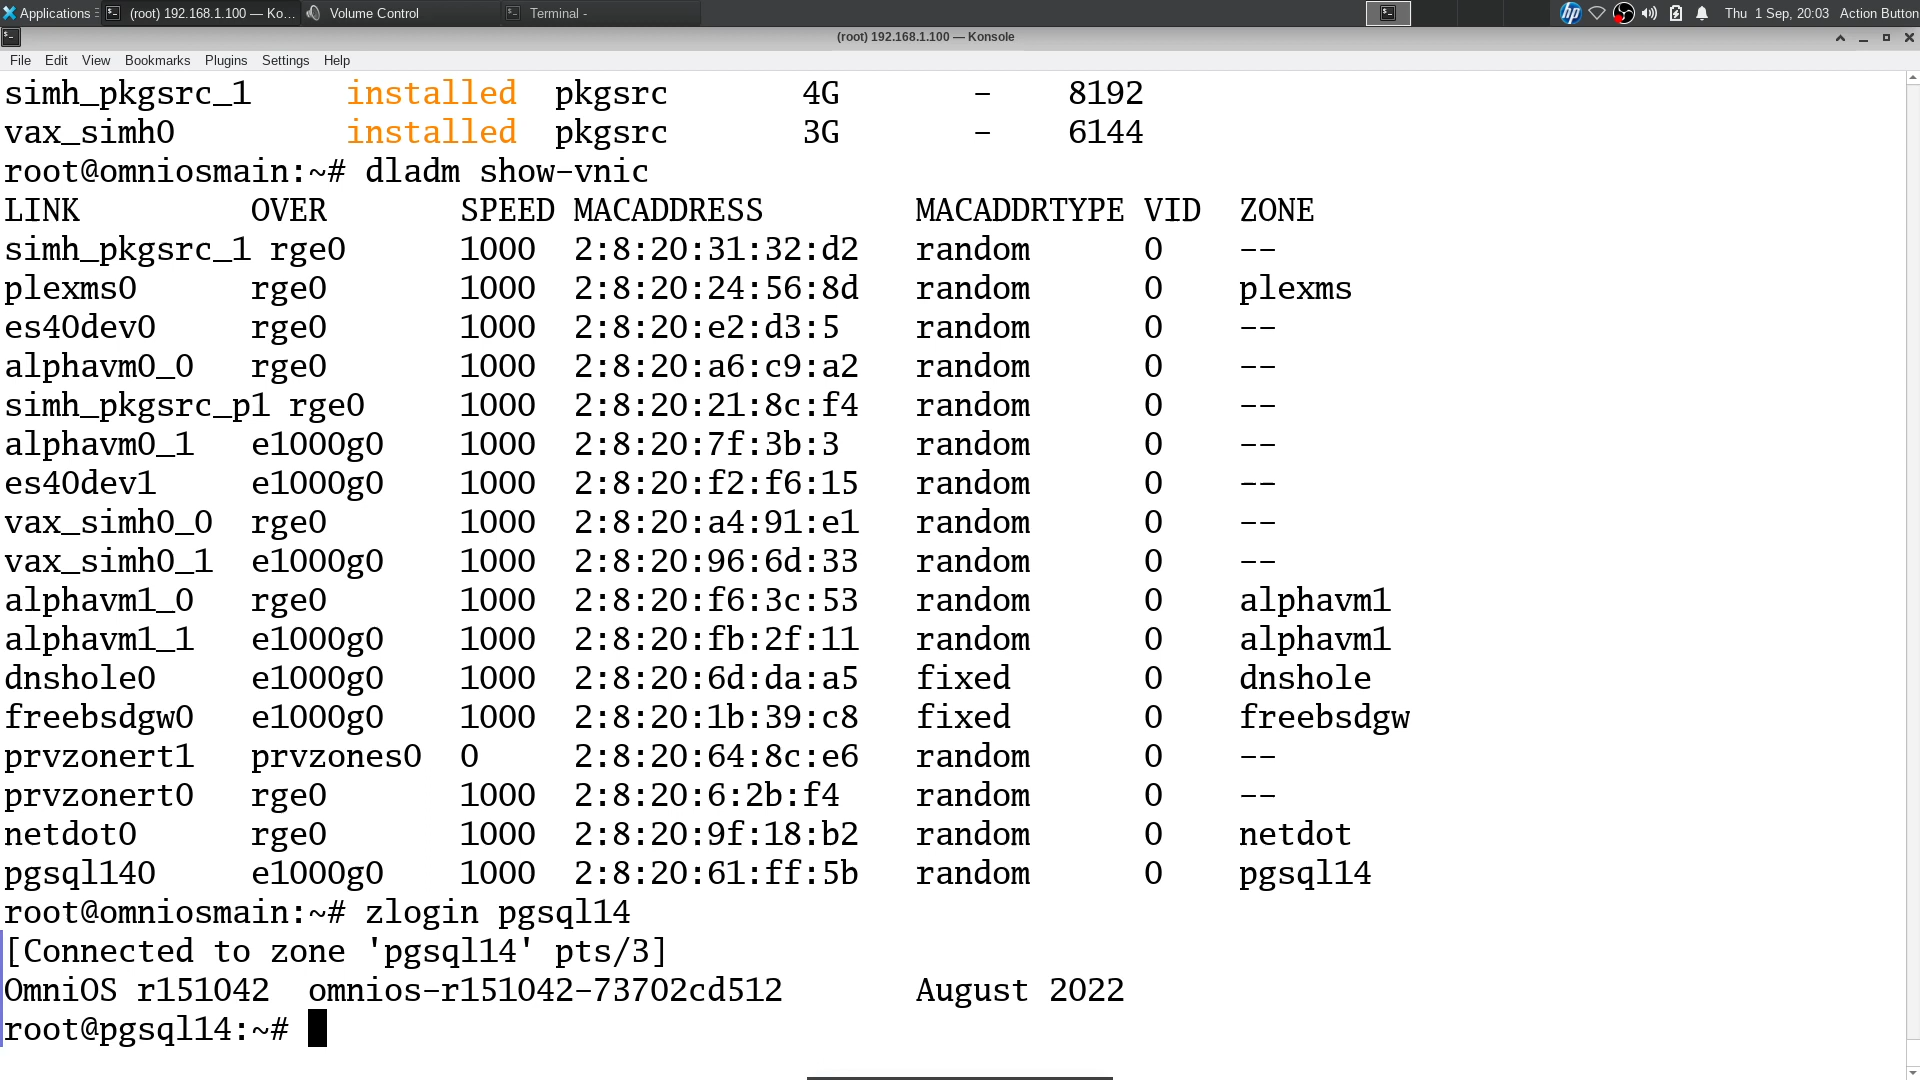 Applications (root) 192.168.1.100 — Ko... Volume Control Terminal - hp Thu 1 Sep, 20:03 Action Button
(root) 192.168.1.100 — Konsole
File Edit View Bookmarks Plugins Settings Help
simh_pkgsrc_1 installed pkgsrc 4G - 8192
vax_simh0 installed pkgsrc 3G - 6144
root@omniosmain:~# dladm show-vnic
LINK OVER SPEED MACADDRESS MACADDRTYPE VID ZONE
simh_pkgsrc_1 rge0 1000 2:8:20:31:32:d2 random 0 --
plexms0 rge0 1000 2:8:20:24:56:8d random 0 plexms
es40dev0 rge0 1000 2:8:20:e2:d3:5 random 0 --
alphavm0_0 rge0 1000 2:8:20:a6:c9:a2 random 0 --
simh_pkgsrc_p1 rge0 1000 2:8:20:21:8c:f4 random 0 --
alphavm0_1 e1000g0 1000 2:8:20:7f:3b:3 random 0 --
es40dev1 e1000g0 1000 2:8:20:f2:f6:15 random 0 --
vax_simh0_0 rge0 1000 2:8:20:a4:91:e1 random 0 --
vax_simh0_1 e1000g0 1000 2:8:20:96:6d:33 random 0 --
alphavm1_0 rge0 1000 2:8:20:f6:3c:53 random 0 alphavm1
alphavm1_1 e1000g0 1000 2:8:20:fb:2f:11 random 0 alphavm1
dnshole0 e1000g0 1000 2:8:20:6d:da:a5 fixed 0 dnshole
freebsdgw0 e1000g0 1000 2:8:20:1b:39:c8 fixed 0 freebsdgw
prvzonert1 prvzones0 0 2:8:20:64:8c:e6 random 0 --
prvzonert0 rge0 1000 2:8:20:6:2b:f4 random 0 --
netdot0 rge0 1000 2:8:20:9f:18:b2 random 0 netdot
pgsql140 e1000g0 1000 2:8:20:61:ff:5b random 0 pgsql14
root@omniosmain:~# zlogin pgsql14
[Connected to zone 'pgsql14' pts/3]
OmniOS r151042 omnios-r151042-73702cd512 August 2022
root@pgsql14:~#